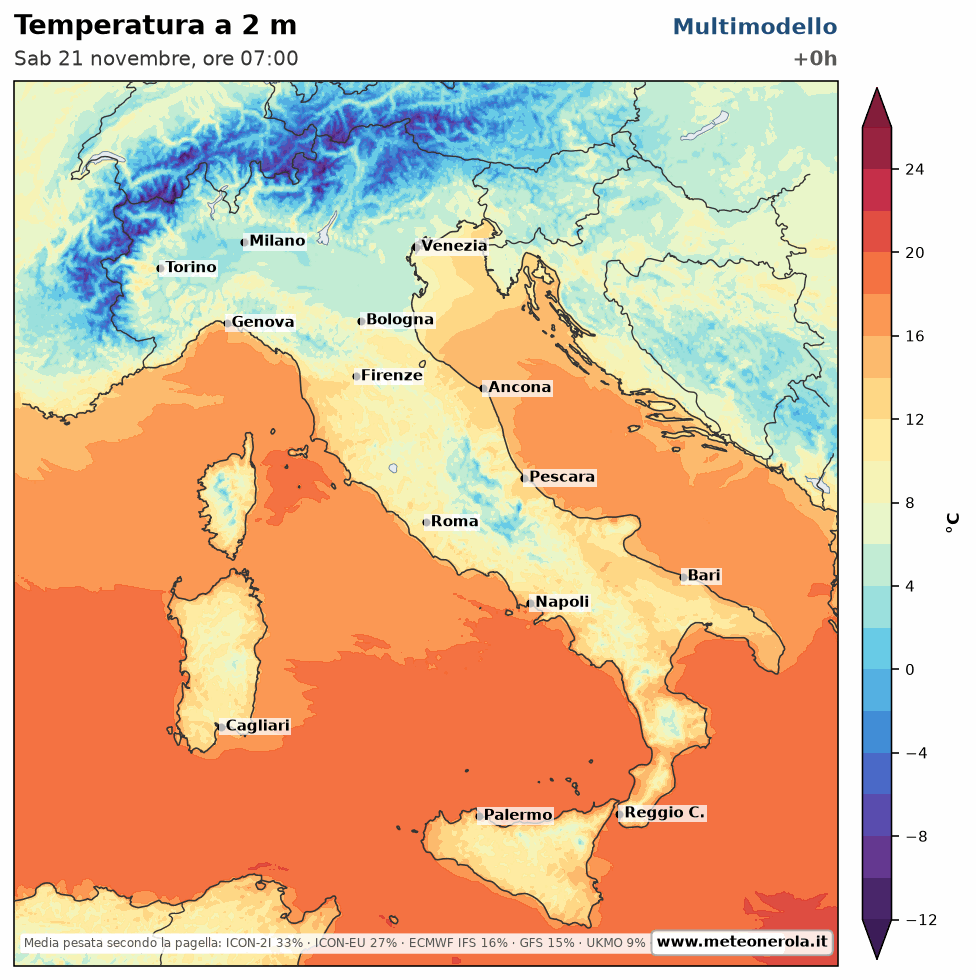 Temperatura a 2 m
Multimodello
Sab 21 novembre, ore 07:00
+0h
Milano
Venezia
Torino
Genova
Bologna
Firenze
Ancona
Pescara
Roma
Bari
Napoli
Cagliari
Palermo
Reggio C.
24
20
16
12
8
4
0
−4
−8
−12
°C
Media pesata secondo la pagella: ICON-2I 33% · ICON-EU 27% · ECMWF IFS 16% · GFS 15% · UKMO 9%
www.meteonerola.it